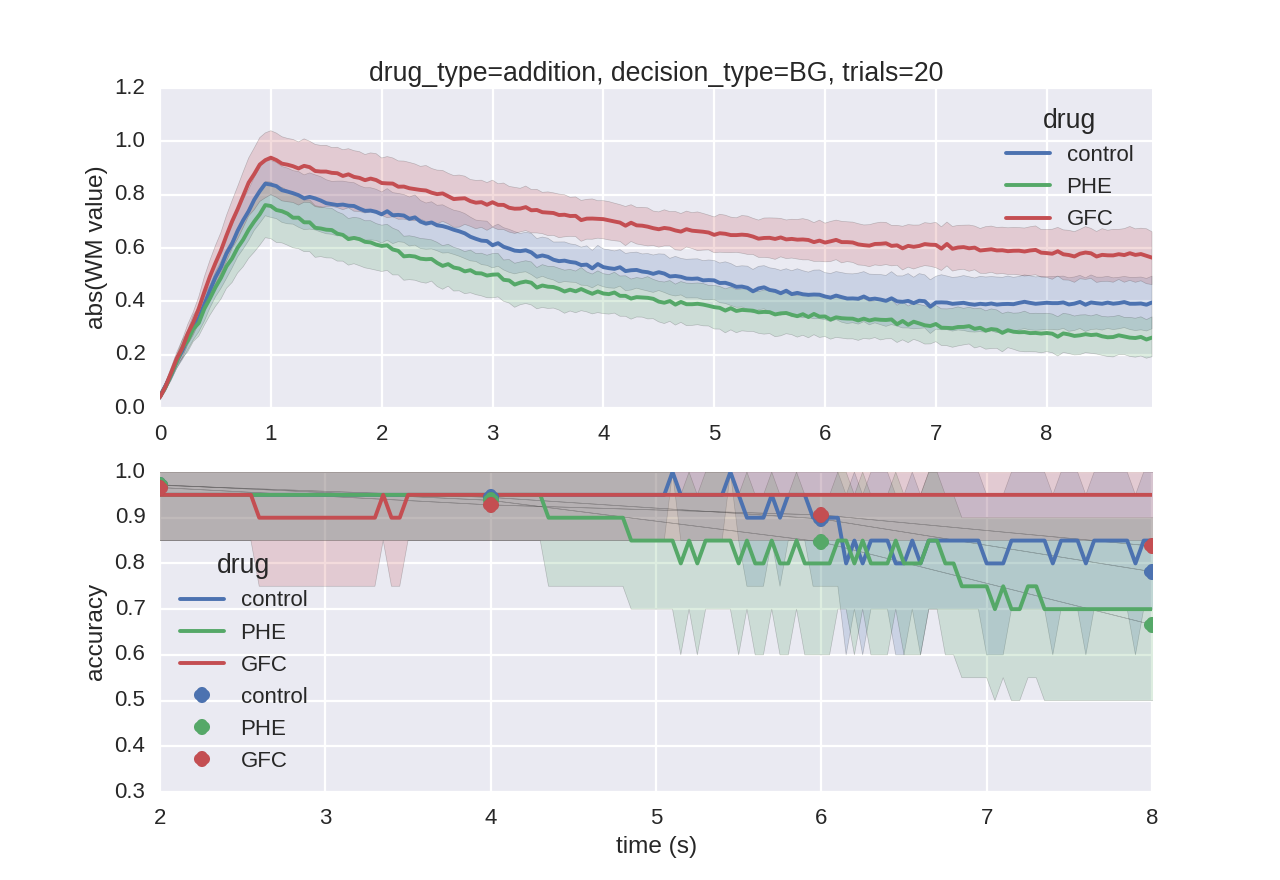 drug_type=addition, decision_type=BG, trials=20
1.2
1.0
0.8
0.6
0.4
0.2
0.0
abs(WM value)
drug
control
PHE
GFC
0 1 2 3 4 5 6 7 8
1.0
0.9
0.8
0.7
0.6
0.5
0.4
0.3
accuracy
drug
control
PHE
GFC
control
PHE
GFC
2 3 4 5 6 7 8
time (s)